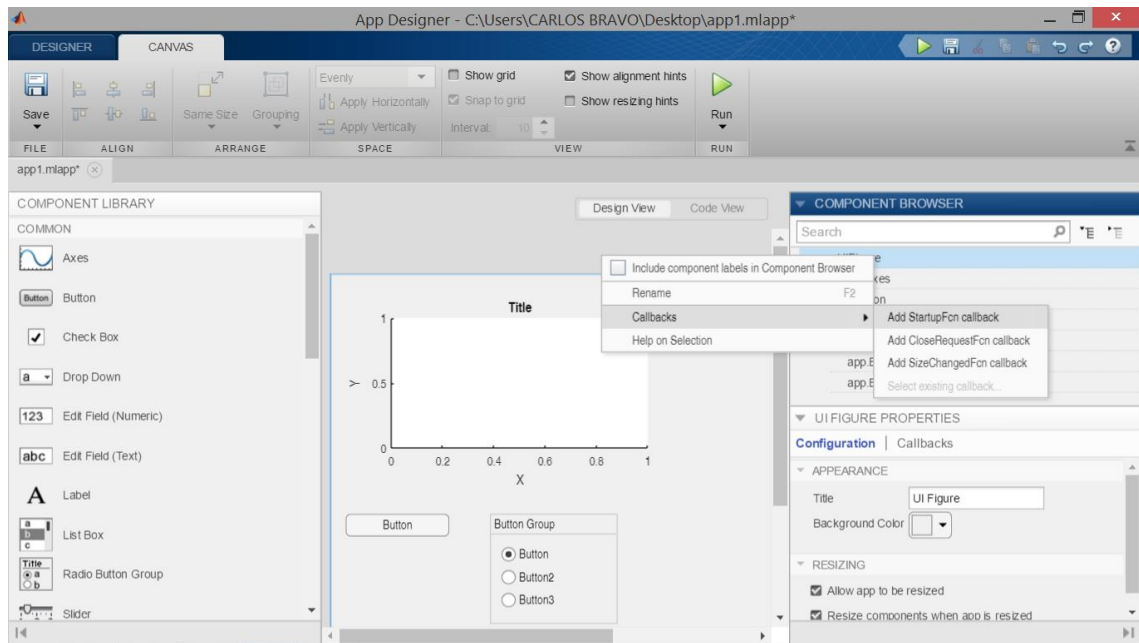 App Designer - C:\Users\CARLOS BRAVO\Desktop\app1.mlapp*
DESIGNER
CANVAS
Save
Same Size
Grouping
Evenly
Apply Horizontally
Apply Vertically
Show grid
Snap to grid
Interval: 10
Show alignment hints
Show resizing hints
Run
FILE
ALIGN
ARRANGE
SPACE
VIEW
RUN
app1.mlapp*
COMPONENT LIBRARY
COMMON
Axes
Button
Button
Check Box
a
Drop Down
123
Edit Field (Numeric)
abc
Edit Field (Text)
A
Label
a
b
c
List Box
Title
a
b
Radio Button Group
Slider
Design View
Code View
Title
1
0.5
0
Y
0
0.2
0.4
0.6
0.8
1
X
Button
Button Group
Button
Button2
Button3
Include component labels in Component Browser
Rename
F2
Callbacks
Help on Selection
Add StartupFcn callback
Add CloseRequestFcn callback
Add SizeChangedFcn callback
Select existing callback...
COMPONENT BROWSER
Search
UI FIGURE PROPERTIES
Configuration | Callbacks
APPEARANCE
Title
UI Figure
Background Color
RESIZING
Allow app to be resized
Resize components when app is resized